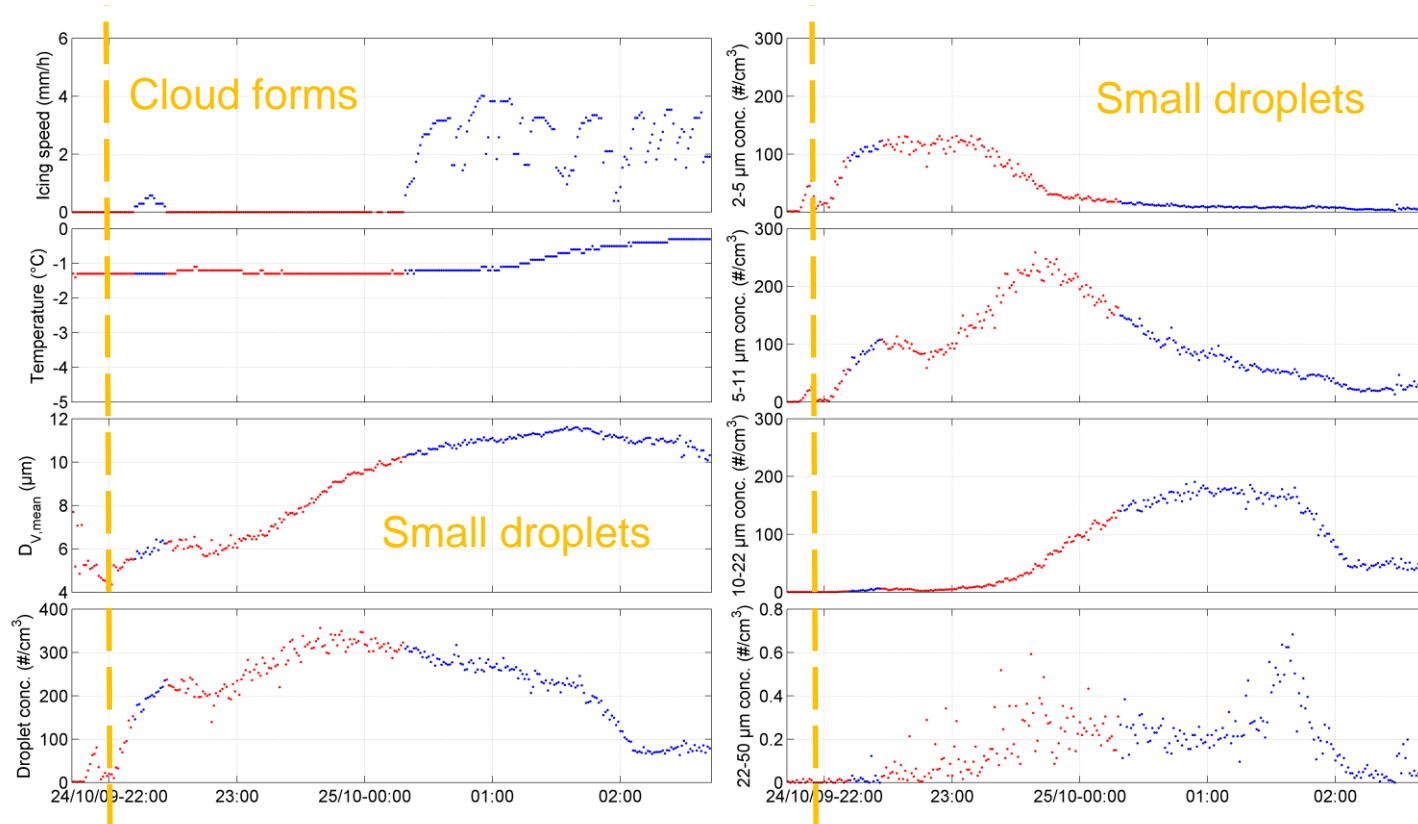 Cloud forms
Icing speed (mm/h)
6
4
2
0
Temperature (°C)
0
-1
-2
-3
-4
-5
D_V,mean (µm)
12
10
8
6
4
Small droplets
Droplet conc. (#/cm³)
400
300
200
100
0
24/10/09-22:00 23:00 25/10-00:00 01:00 02:00
Small droplets
2-5 µm conc. (#/cm³)
300
200
100
0
5-11 µm conc. (#/cm³)
300
200
100
0
10-22 µm conc. (#/cm³)
300
200
100
0
22-50 µm conc. (#/cm³)
0.8
0.6
0.4
0.2
0
24/10/09-22:00 23:00 25/10-00:00 01:00 02:00